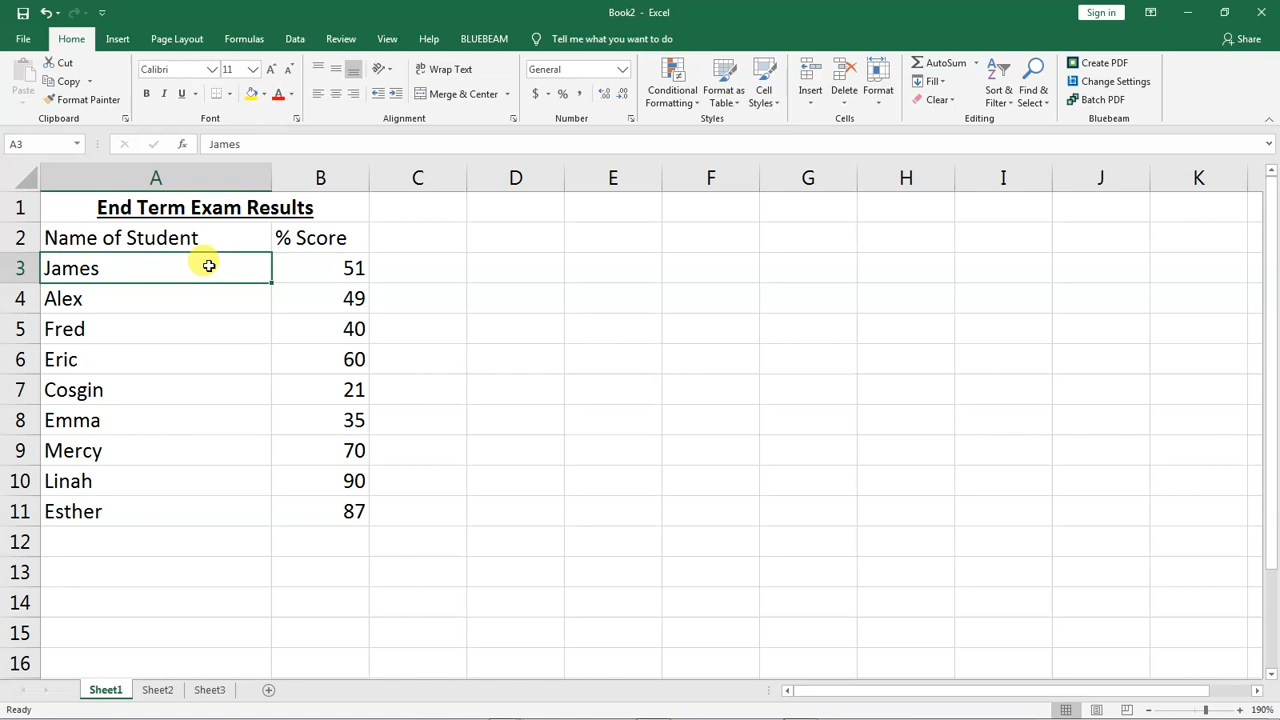 Book2 - Excel
Sign in
File Home Insert Page Layout Formulas Data Review View Help BLUEBEAM Tell me what you want to do Share
Paste
Cut
Copy
Format Painter
Clipboard
Calibri 11
B I U
Font
Wrap Text
Merge & Center
Alignment
General
$ % ,
Number
Conditional Formatting
Format as Table
Cell Styles
Styles
Insert Delete Format
Cells
AutoSum
Fill
Clear
Sort & Filter
Find & Select
Editing
Create PDF
Change Settings
Batch PDF
Bluebeam
A3 fx James
A B C D E F G H I J K
1 End Term Exam Results
2 Name of Student % Score
3 James 51
4 Alex 49
5 Fred 40
6 Eric 60
7 Cosgin 21
8 Emma 35
9 Mercy 70
10 Linah 90
11 Esther 87
12
13
14
15
16
Sheet1 Sheet2 Sheet3
Ready 190%